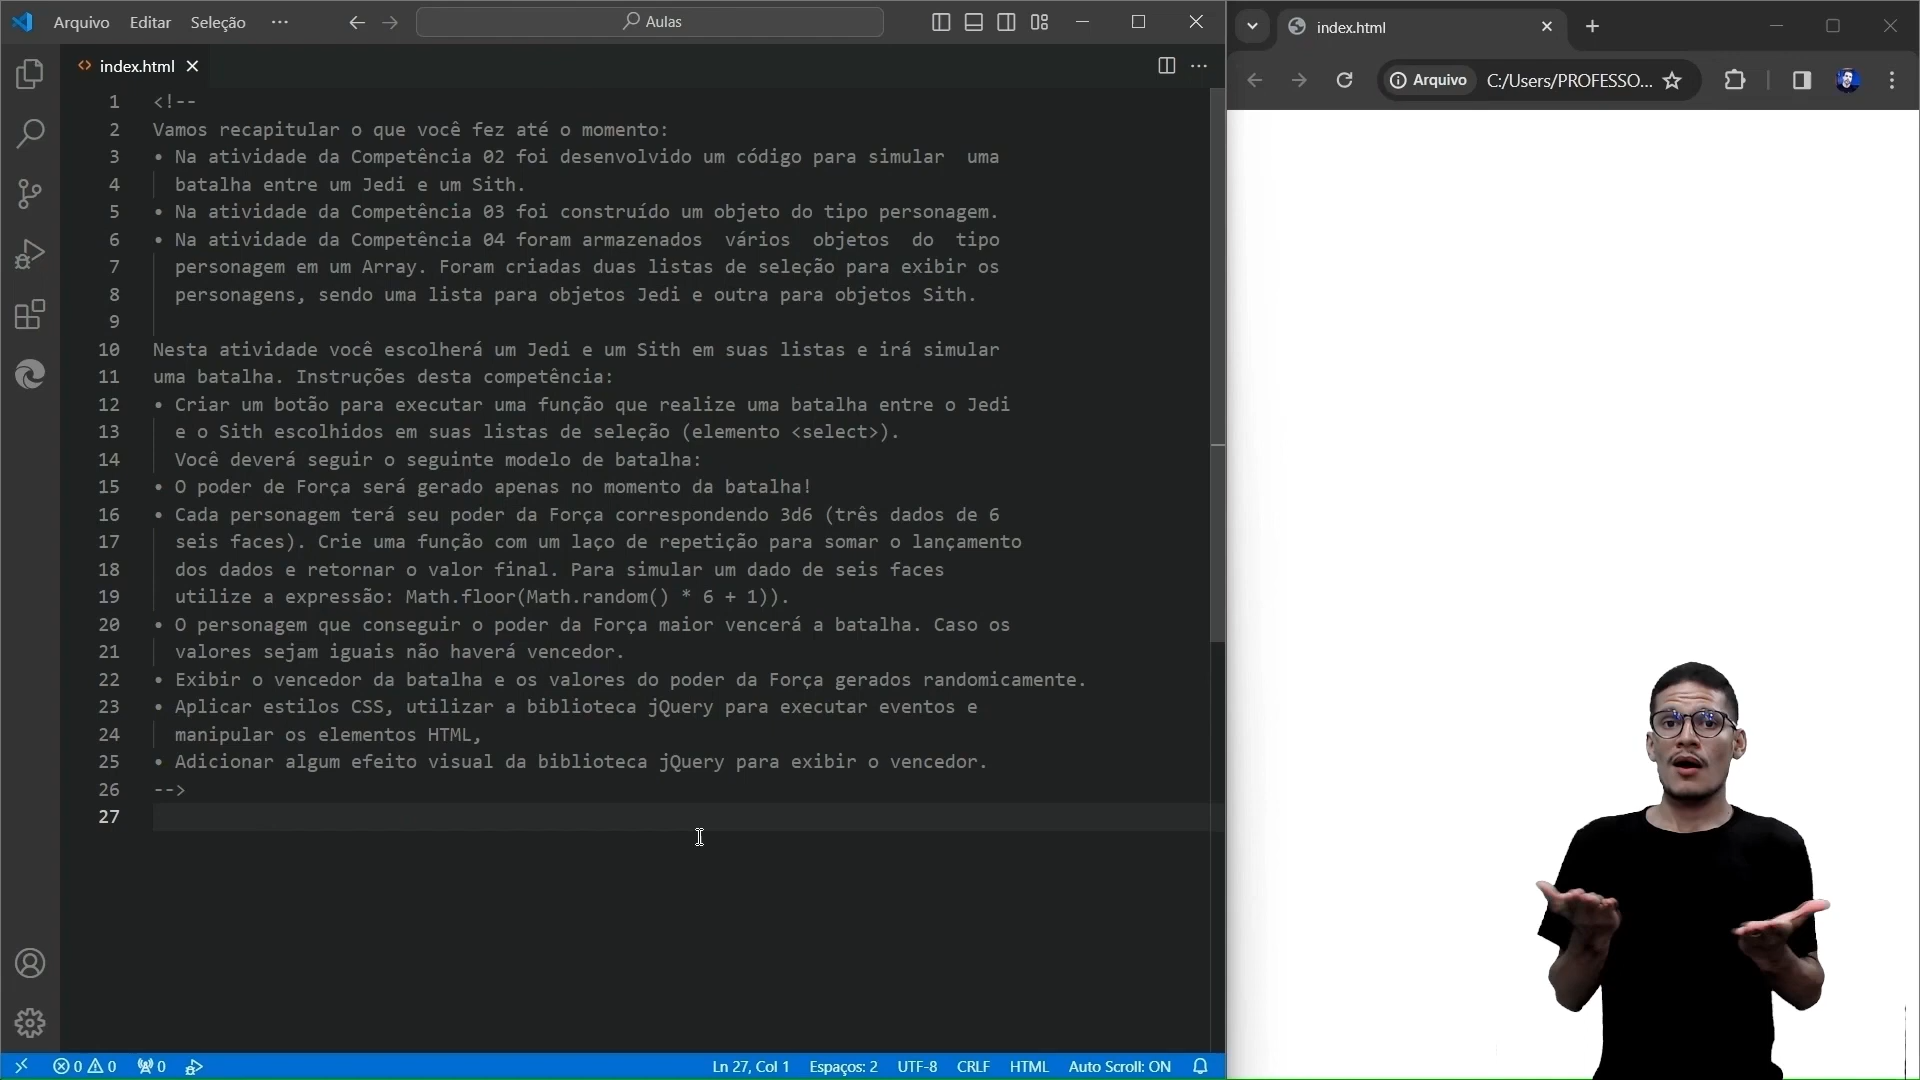 Arquivo Editar Seleção ··· Aulas
index.html
1 <!--
2 Vamos recapitular o que você fez até o momento:
3 • Na atividade da Competência 02 foi desenvolvido um código para simular  uma
4 batalha entre um Jedi e um Sith.
5 • Na atividade da Competência 03 foi construído um objeto do tipo personagem.
6 • Na atividade da Competência 04 foram armazenados  vários  objetos  do  tipo
7 personagem em um Array. Foram criadas duas listas de seleção para exibir os
8 personagens, sendo uma lista para objetos Jedi e outra para objetos Sith.
9
10 Nesta atividade você escolherá um Jedi e um Sith em suas listas e irá simular
11 uma batalha. Instruções desta competência:
12 • Criar um botão para executar uma função que realize uma batalha entre o Jedi
13 e o Sith escolhidos em suas listas de seleção (elemento <select>).
14 Você deverá seguir o seguinte modelo de batalha:
15 • O poder de Força será gerado apenas no momento da batalha!
16 • Cada personagem terá seu poder da Força correspondendo 3d6 (três dados de 6
17 seis faces). Crie uma função com um laço de repetição para somar o lançamento
18 dos dados e retornar o valor final. Para simular um dado de seis faces
19 utilize a expressão: Math.floor(Math.random() * 6 + 1)).
20 • O personagem que conseguir o poder da Força maior vencerá a batalha. Caso os
21 valores sejam iguais não haverá vencedor.
22 • Exibir o vencedor da batalha e os valores do poder da Força gerados randomicamente.
23 • Aplicar estilos CSS, utilizar a biblioteca jQuery para executar eventos e
24 manipular os elementos HTML,
25 • Adicionar algum efeito visual da biblioteca jQuery para exibir o vencedor.
26 -->
27
0 0 0 Ln 27, Col 1 Espaços: 2 UTF-8 CRLF HTML Auto Scroll: ON
index.html
Arquivo C:/Users/PROFESSO...